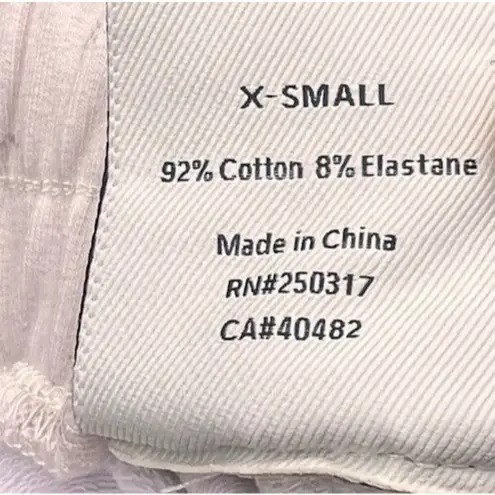 X-SMALL
92% Cotton 8% Elastane
Made in China
RN#250317
CA#40482